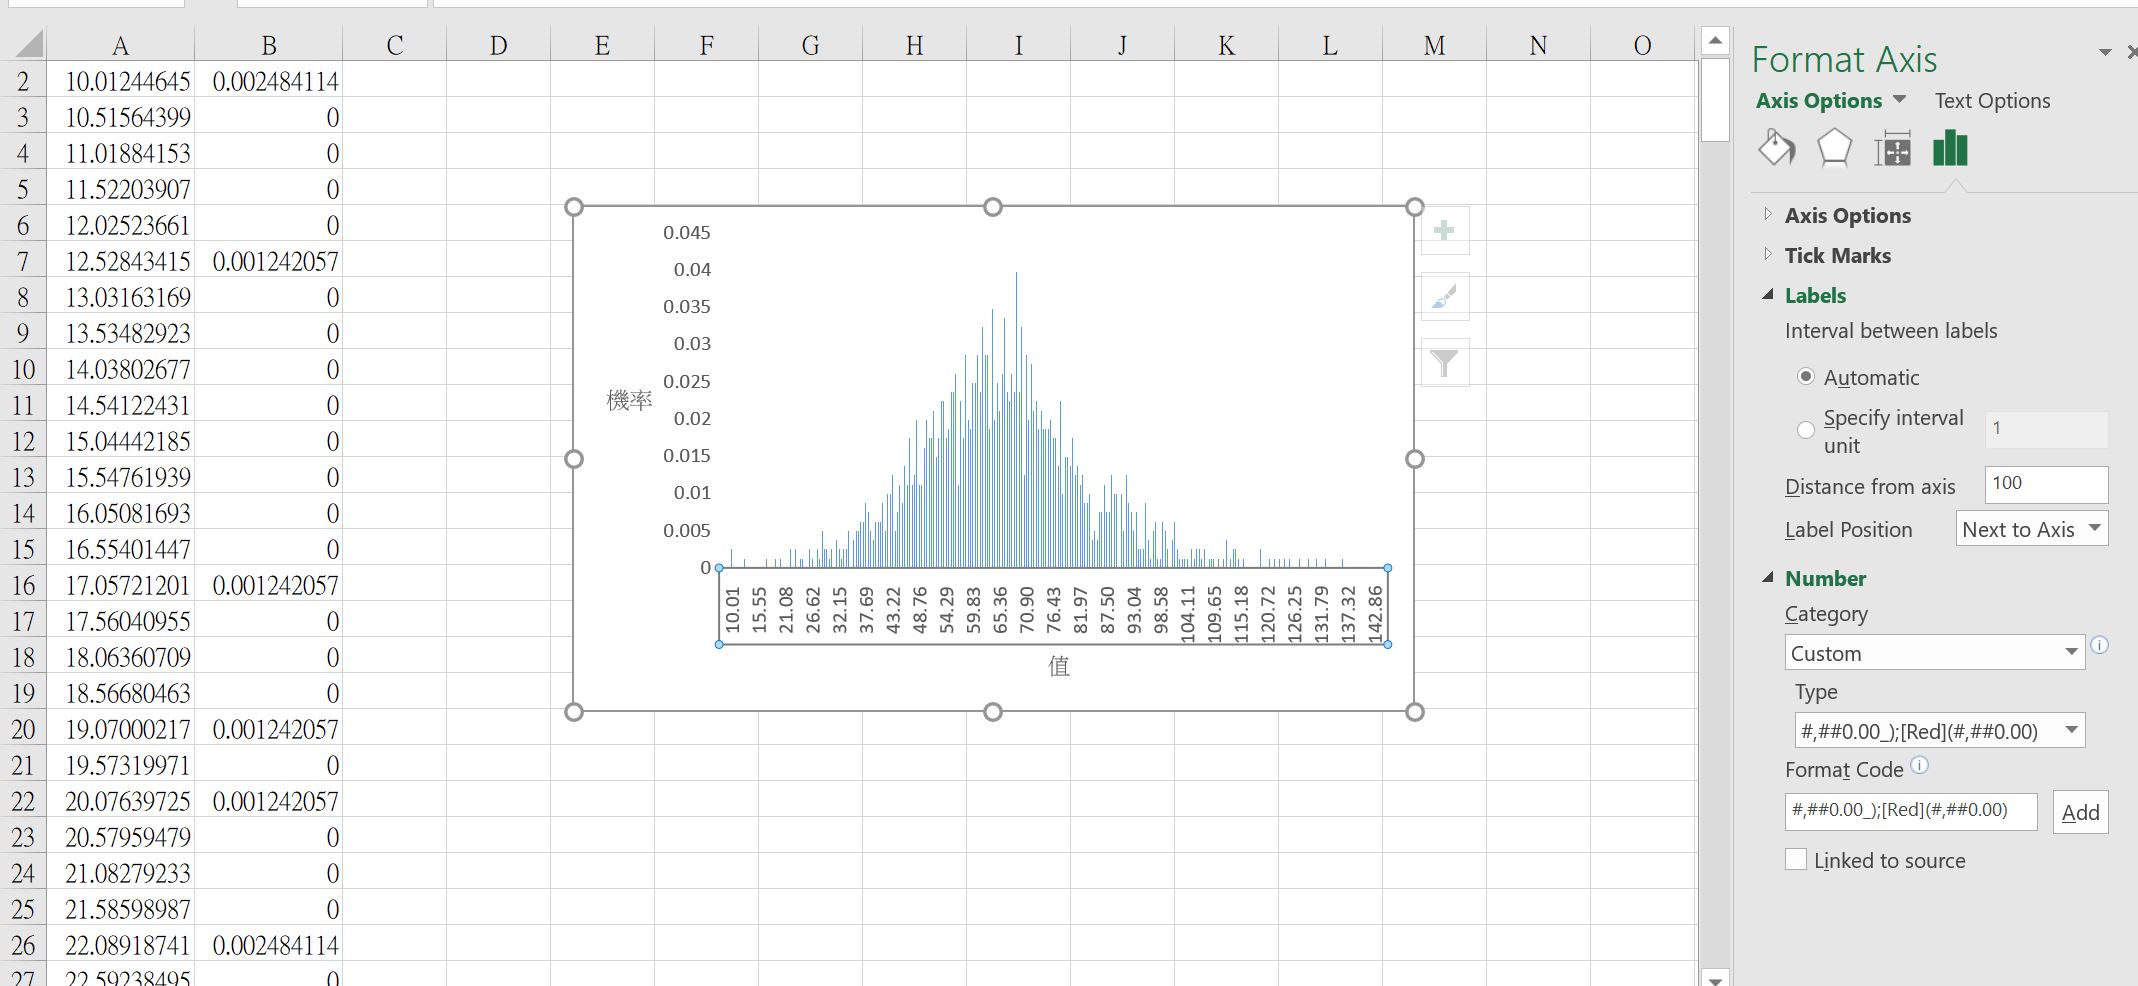 A B C D E F G H I J K L M N O
2 10.01244645 0.002484114
3 10.51564399 0
4 11.01884153 0
5 11.52203907 0
6 12.02523661 0
7 12.52843415 0.001242057
8 13.03163169 0
9 13.53482923 0
10 14.03802677 0
11 14.54122431 0
12 15.04442185 0
13 15.54761939 0
14 16.05081693 0
15 16.55401447 0
16 17.05721201 0.001242057
17 17.56040955 0
18 18.06360709 0
19 18.56680463 0
20 19.07000217 0.001242057
21 19.57319971 0
22 20.07639725 0.001242057
23 20.57959479 0
24 21.08279233 0
25 21.58598987 0
26 22.08918741 0.002484114
27 22.59238495 0
0.045
0.04
0.035
0.03
0.025
0.02
0.015
0.01
0.005
0
機率
10.01 15.55 21.08 26.62 32.15 37.69 43.22 48.76 54.29 59.83 65.36 70.90 76.43 81.97 87.50 93.04 98.58 104.11 109.65 115.18 120.72 126.25 131.79 137.32 142.86
值
Format Axis
Axis Options Text Options
Axis Options
Tick Marks
Labels
Interval between labels
Automatic
Specify interval
unit
1
Distance from axis 100
Label Position Next to Axis
Number
Category
Custom
Type
#,##0.00_);[Red](#,##0.00)
Format Code
#,##0.00_);[Red](#,##0.00) Add
Linked to source